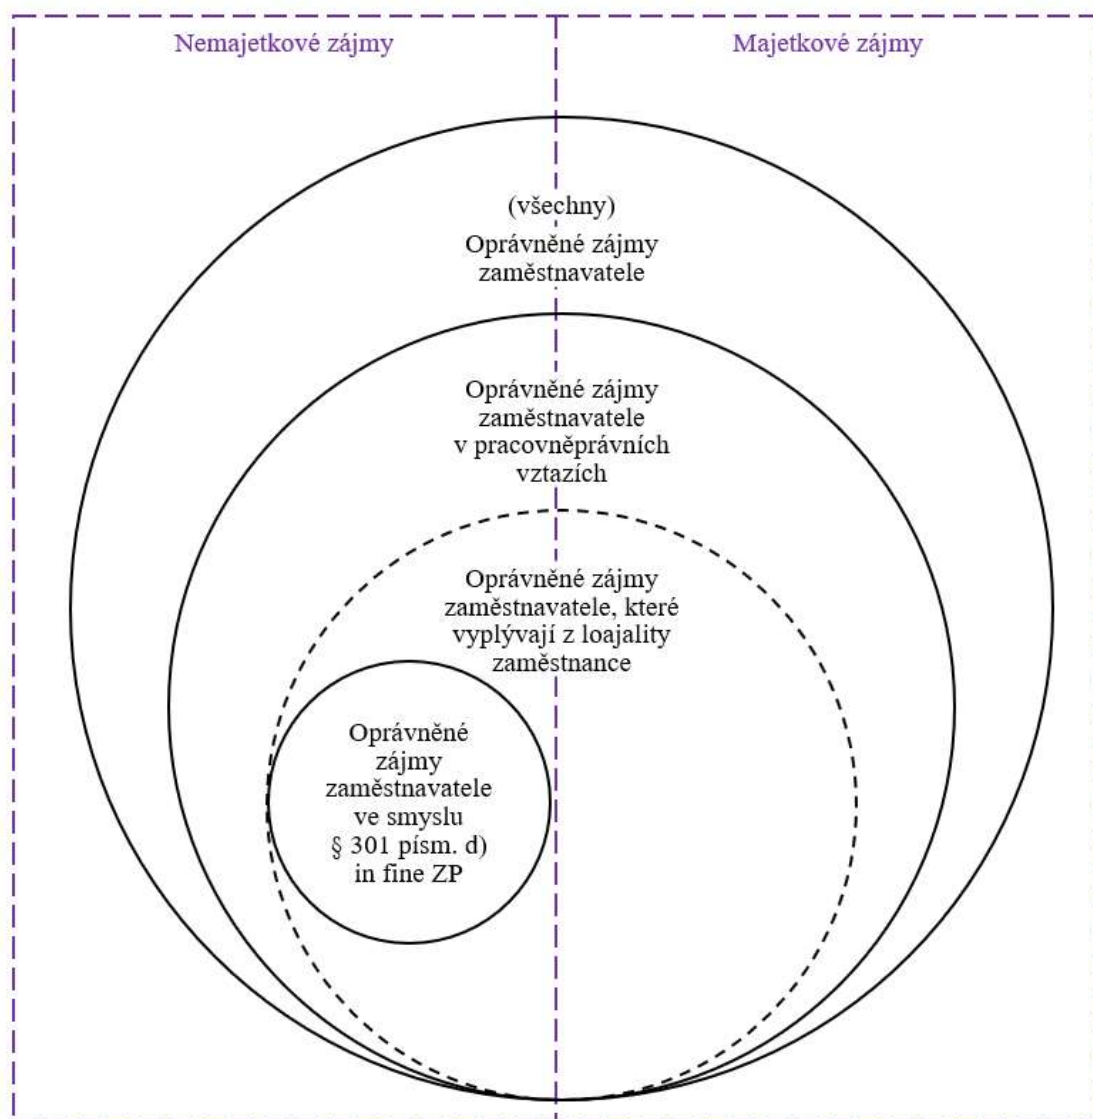 Nemajetkové zájmy
Majetkové zájmy
(všechny)
Oprávněné zájmy
zaměstnavatele
Oprávněné zájmy
zaměstnavatele
v pracovněprávních
vztazích
Oprávněné zájmy
zaměstnavatele, které
vyplývají z loajality
zaměstnance
Oprávněné
zájmy
zaměstnavatele
ve smyslu
§ 301 písm. d)
in fine ZP